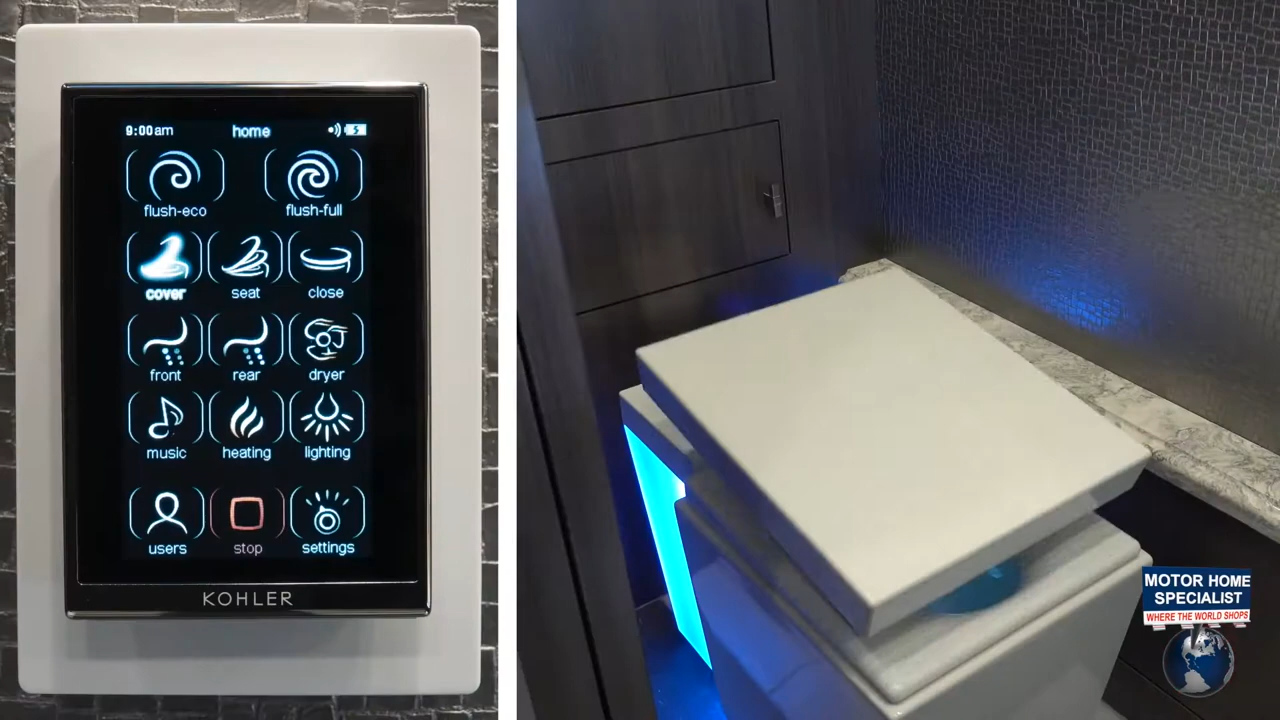 9:00am home
flush-eco flush-full
cover seat close
front rear dryer
music heating lighting
users stop settings
KOHLER
MOTOR HOME
SPECIALIST
WHERE THE WORLD SHOPS